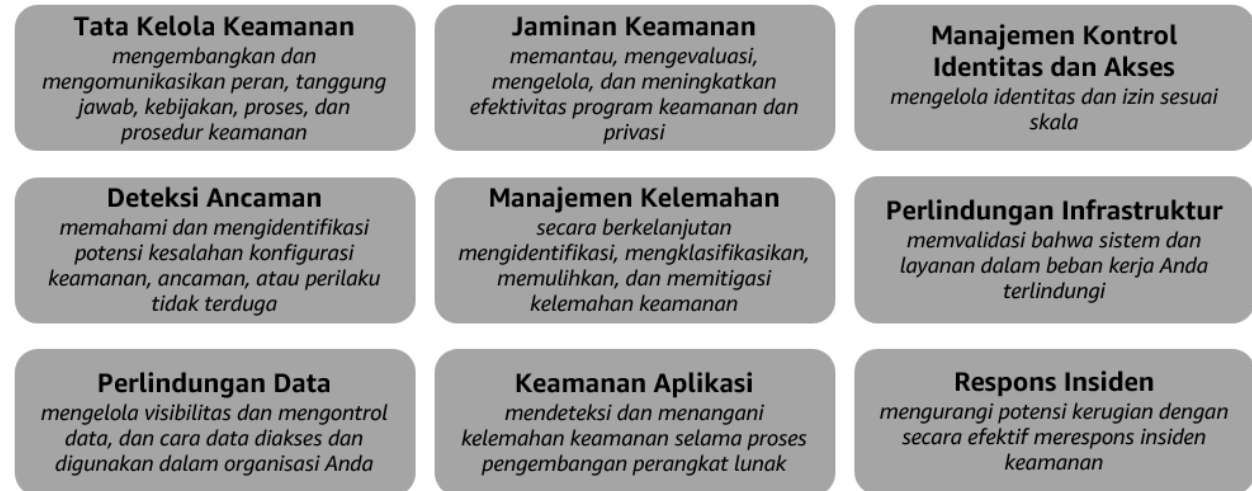 Tata Kelola Keamanan
mengembangkan dan
mengomunikasikan peran, tanggung
jawab, kebijakan, proses, dan
prosedur keamanan
Jaminan Keamanan
memantau, mengevaluasi,
mengelola, dan meningkatkan
efektivitas program keamanan dan
privasi
Manajemen Kontrol
Identitas dan Akses
mengelola identitas dan izin sesuai
skala
Deteksi Ancaman
memahami dan mengidentifikasi
potensi kesalahan konfigurasi
keamanan, ancaman, atau perilaku
tidak terduga
Manajemen Kelemahan
secara berkelanjutan
mengidentifikasi, mengklasifikasikan,
memulihkan, dan memitigasi
kelemahan keamanan
Perlindungan Infrastruktur
memvalidasi bahwa sistem dan
layanan dalam beban kerja Anda
terlindungi
Perlindungan Data
mengelola visibilitas dan mengontrol
data, dan cara data diakses dan
digunakan dalam organisasi Anda
Keamanan Aplikasi
mendeteksi dan menangani
kelemahan keamanan selama proses
pengembangan perangkat lunak
Respons Insiden
mengurangi potensi kerugian dengan
secara efektif merespons insiden
keamanan